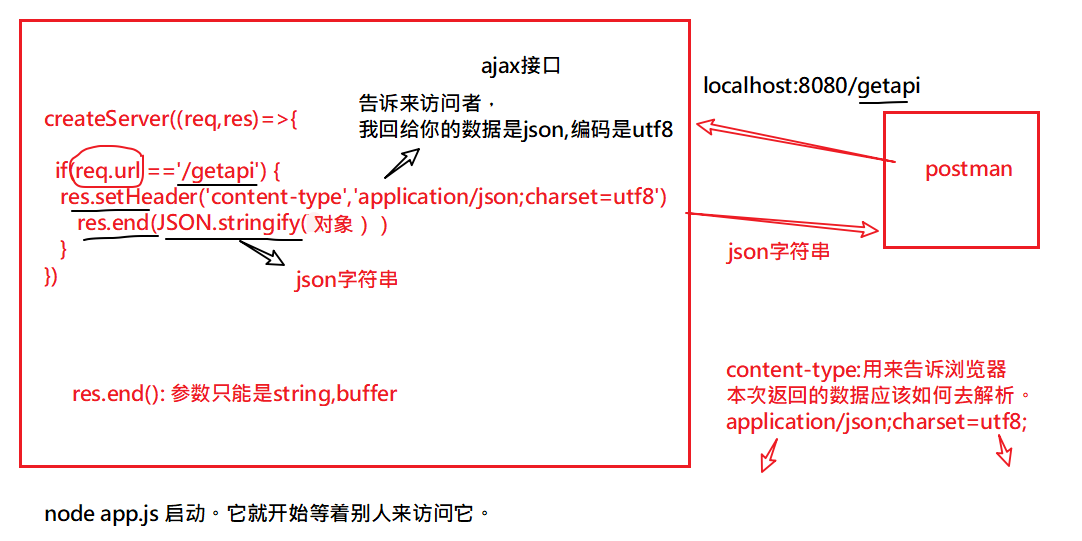 ajax接口
告诉来访问者，
我回给你的数据是json,编码是utf8
createServer((req,res)=>{
if(req.url=='/getapi') {
res.setHeader('content-type','application/json;charset=utf8')
res.end(JSON.stringify( 对象 ) )
}
})
json字符串
res.end(): 参数只能是string,buffer
localhost:8080/getapi
postman
json字符串
content-type:用来告诉浏览器
本次返回的数据应该如何去解析。
application/json;charset=utf8;
node app.js 启动。它就开始等着别人来访问它。